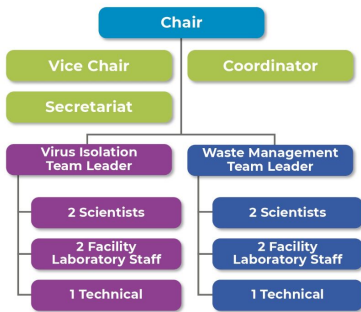 Chair
Vice Chair
Coordinator
Secretariat
Virus Isolation
Team Leader
Waste Management
Team Leader
2 Scientists
2 Scientists
2 Facility
Laboratory Staff
2 Facility
Laboratory Staff
1 Technical
1 Technical